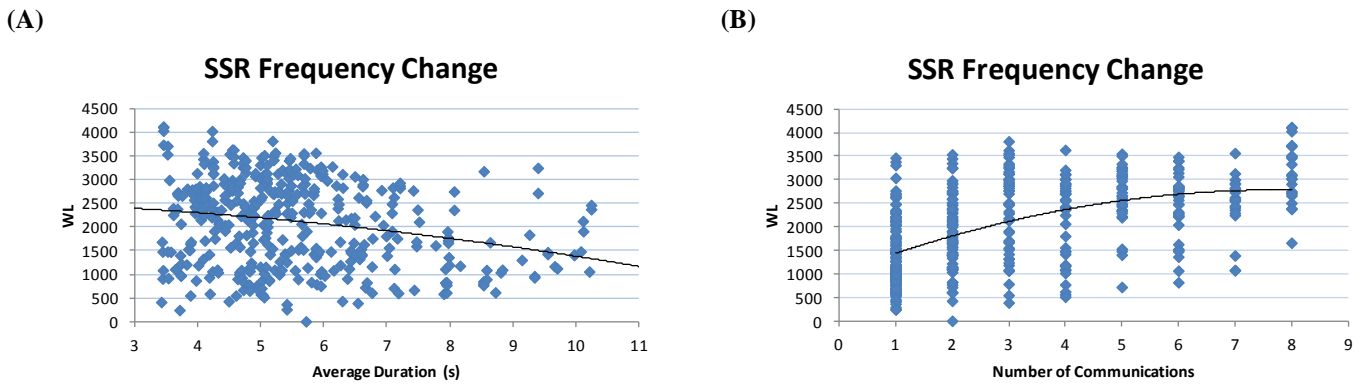 (A)
SSR Frequency Change
WL
4500
4000
3500
3000
2500
2000
1500
1000
500
0
3 4 5 6 7 8 9 10 11
Average Duration (s)
(B)
SSR Frequency Change
WL
4500
4000
3500
3000
2500
2000
1500
1000
500
0
0 1 2 3 4 5 6 7 8 9
Number of Communications